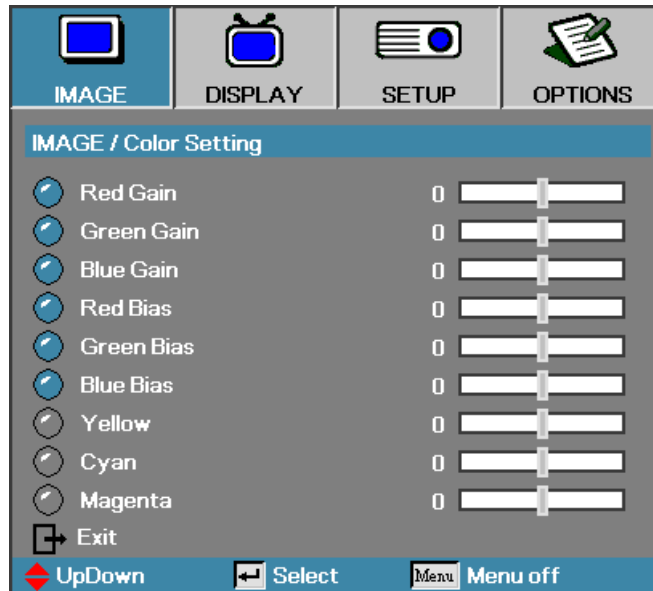 IMAGE DISPLAY SETUP OPTIONS
IMAGE / Color Setting
Red Gain 0
Green Gain 0
Blue Gain 0
Red Bias 0
Green Bias 0
Blue Bias 0
Yellow 0
Cyan 0
Magenta 0
Exit
UpDown Select Menu Menu off